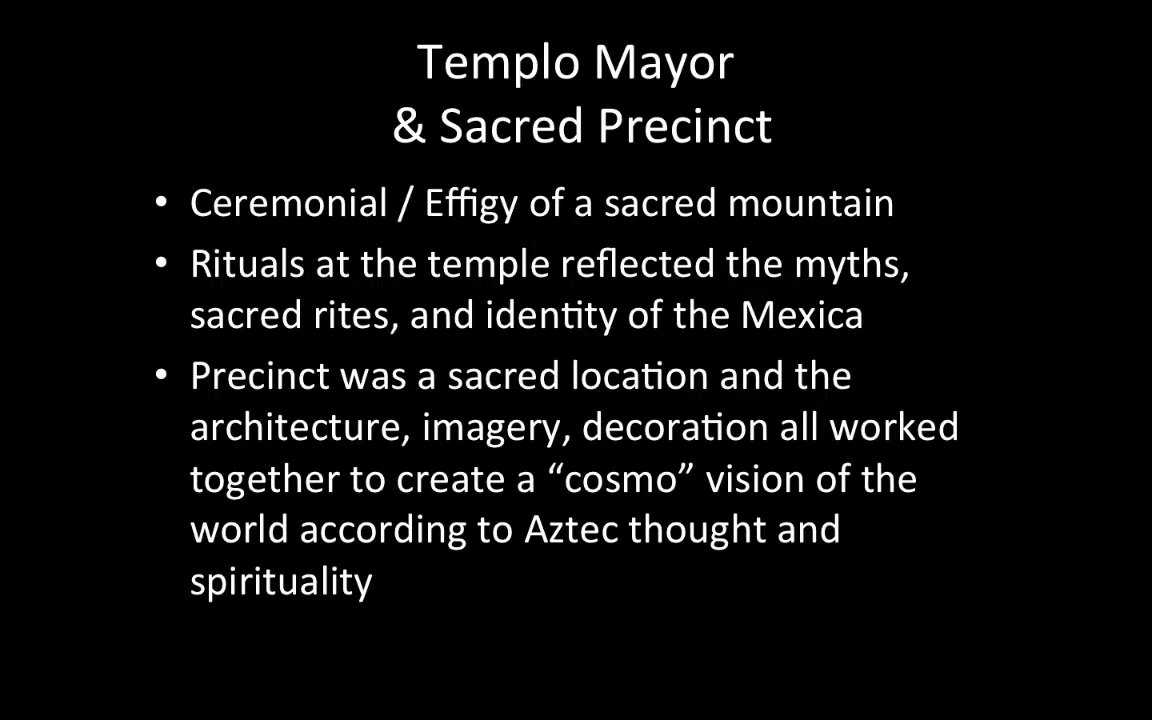 Templo Mayor
& Sacred Precinct
• Ceremonial / Effigy of a sacred mountain
• Rituals at the temple reflected the myths,
sacred rites, and identity of the Mexica
• Precinct was a sacred location and the
architecture, imagery, decoration all worked
together to create a “cosmo” vision of the
world according to Aztec thought and
spirituality